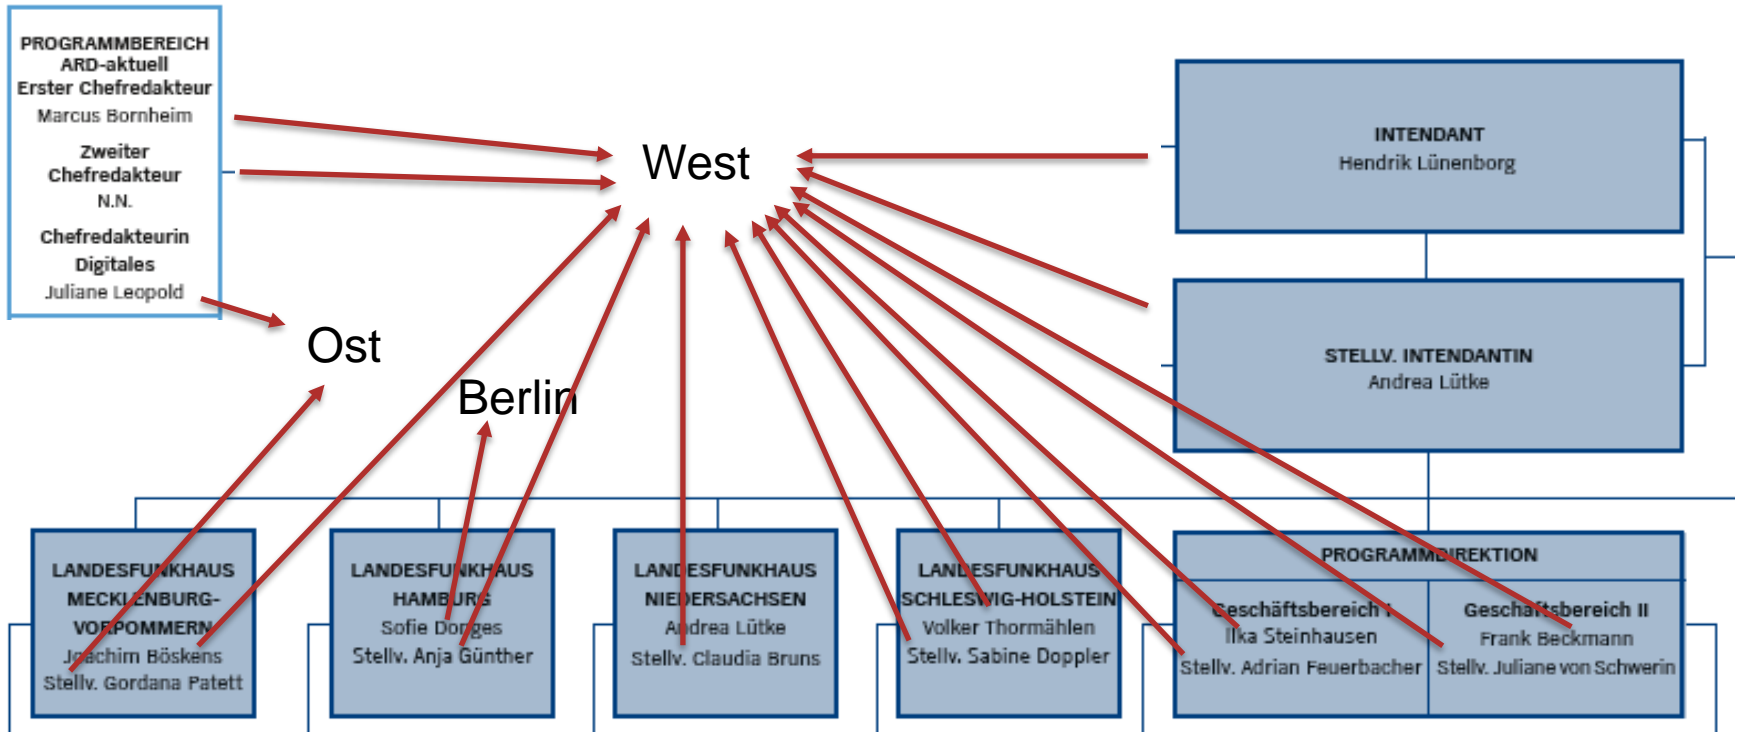 PROGRAMMBEREICH
ARD-aktuell
Erster Chefredakteur
Marcus Bornheim
Zweiter
Chefredakteur
N.N.
Chefredakteurin
Digitales
Juliane Leopold
West
Ost
Berlin
INTENDANT
Hendrik Lünenborg
STELLV. INTENDANTIN
Andrea Lütke
LANDESFUNKHAUS
MECKLENBURG-
VORPOMMERN
Joachim Böskens
Stellv. Gordana Patett
LANDESFUNKHAUS
HAMBURG
Sofie Donges
Stellv. Anja Günther
LANDESFUNKHAUS
NIEDERSACHSEN
Andrea Lütke
Stellv. Claudia Bruns
LANDESFUNKHAUS
SCHLESWIG-HOLSTEIN
Volker Thormählen
Stellv. Sabine Doppler
PROGRAMMDIREKTION
Geschäftsbereich I
Ilka Steinhausen
Stellv. Adrian Feuerbacher
Geschäftsbereich II
Frank Beckmann
Stellv. Juliane von Schwerin